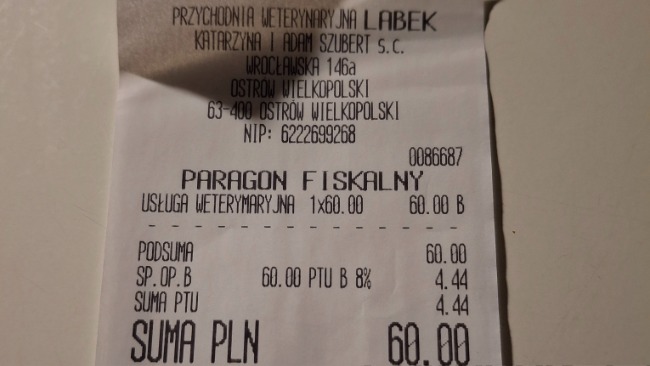 PRZYCHODNIA WETERYNARYJNA LABEK
KATARZYNA I ADAM SZUBERT s.c.
WROCŁAWSKA 146a
OSTRÓW WIELKOPOLSKI
63-400 OSTRÓW WIELKOPOLSKI
NIP: 6222699268
0086687
PARAGON FISKALNY
USŁUGA WETERYMARYJNA 1x60.00 60.00 B
- - - - - - - - - - - - - - - - - -
PODSUMA 60.00
SP.OP.B 60.00 PTU B 8% 4.44
SUMA PTU 4.44
SUMA PLN 60.00